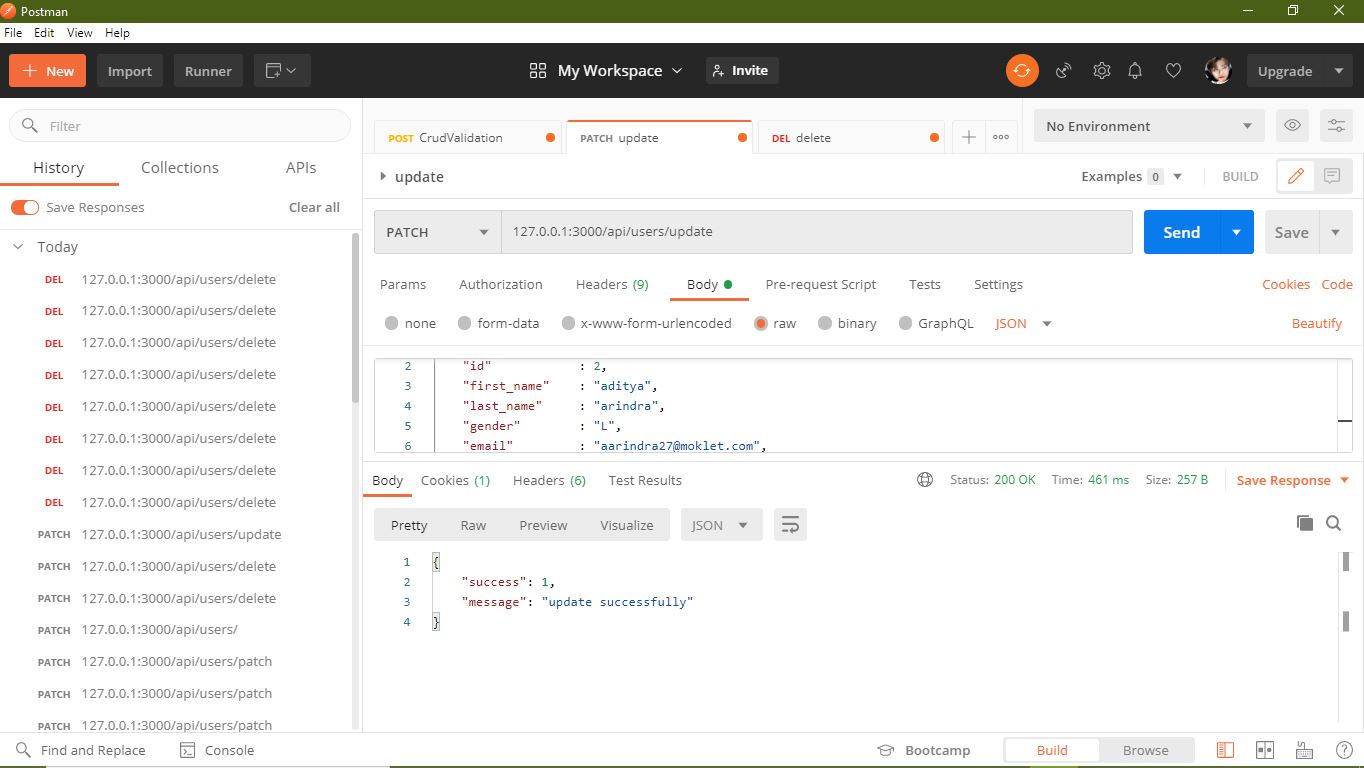 Postman
File Edit View Help
New Import Runner My Workspace Invite Upgrade
Filter
History Collections APIs
Save Responses Clear all
Today
DEL 127.0.0.1:3000/api/users/delete
DEL 127.0.0.1:3000/api/users/delete
DEL 127.0.0.1:3000/api/users/delete
DEL 127.0.0.1:3000/api/users/delete
DEL 127.0.0.1:3000/api/users/delete
DEL 127.0.0.1:3000/api/users/delete
DEL 127.0.0.1:3000/api/users/delete
DEL 127.0.0.1:3000/api/users/delete
PATCH 127.0.0.1:3000/api/users/update
PATCH 127.0.0.1:3000/api/users/delete
PATCH 127.0.0.1:3000/api/users/delete
PATCH 127.0.0.1:3000/api/users/
PATCH 127.0.0.1:3000/api/users/patch
PATCH 127.0.0.1:3000/api/users/patch
PATCH 127.0.0.1:3000/api/users/patch
POST CrudValidation PATCH update DEL delete No Environment
update Examples 0 BUILD
PATCH 127.0.0.1:3000/api/users/update Send Save
Params Authorization Headers (9) Body Pre-request Script Tests Settings Cookies Code
none form-data x-www-form-urlencoded raw binary GraphQL JSON Beautify
2 "id" : 2,
3 "first_name" : "aditya",
4 "last_name" : "arindra",
5 "gender" : "L",
6 "email" : "aarindra27@moklet.com",
Body Cookies (1) Headers (6) Test Results Status: 200 OK Time: 461 ms Size: 257 B Save Response
Pretty Raw Preview Visualize JSON
1 {
2 "success": 1,
3 "message": "update successfully"
4 }
Find and Replace Console Bootcamp Build Browse